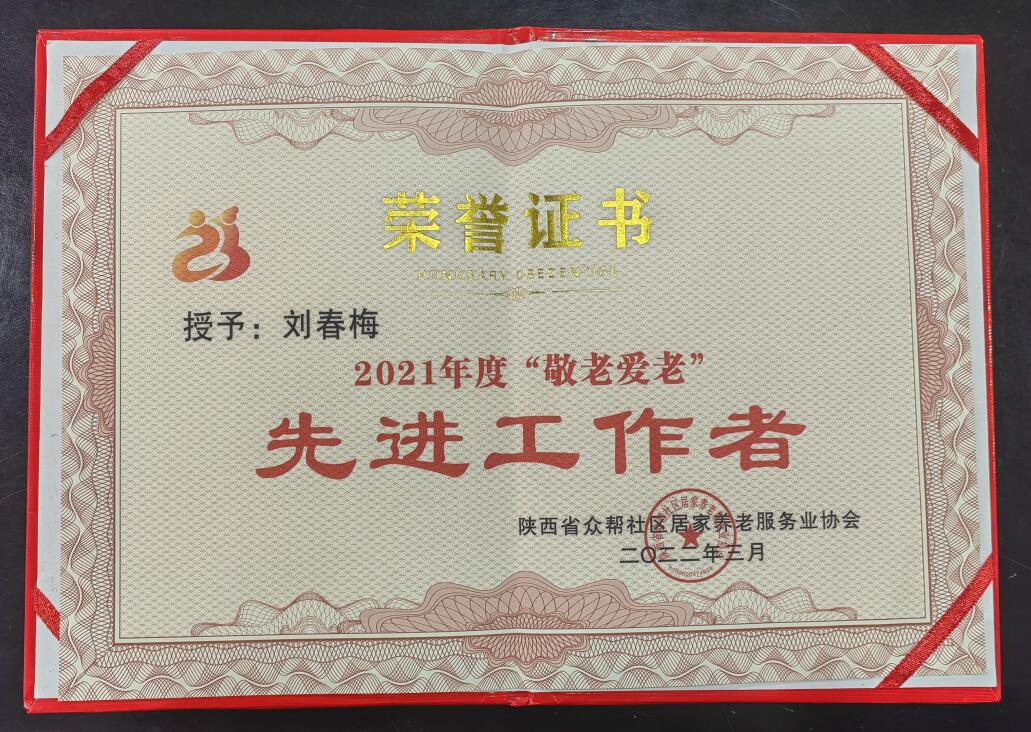 荣誉证书
HONORARY CREZENTIAL
授予：刘春梅
2021年度“敬老爱老”
先进工作者
陕西省众帮社区居家养老服务业协会
二〇二二年三月